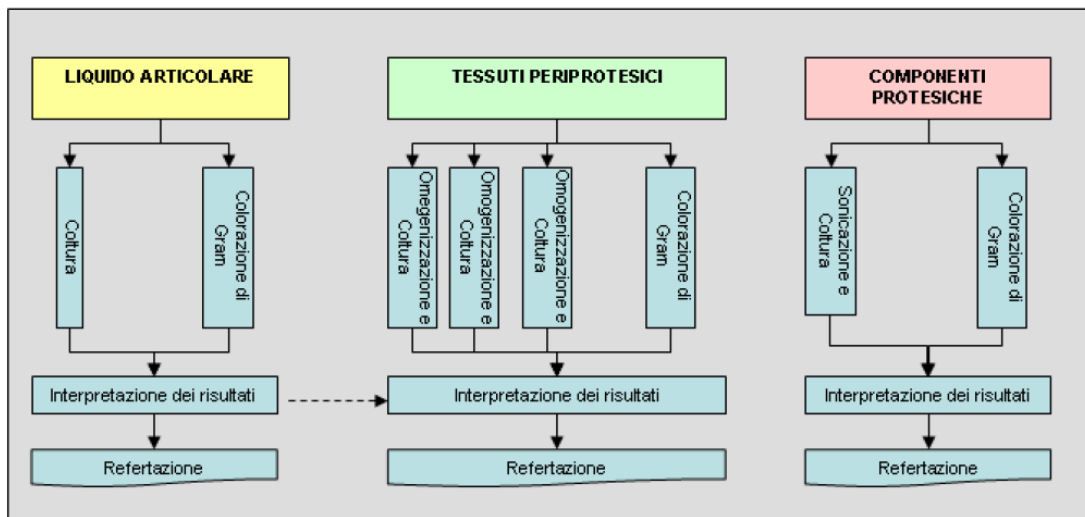 LIQUIDO ARTICOLARE
TESSUTI PERIPROTESICI
COMPONENTI
PROTESICHE
Coltura
Colorazione di
Gram
Omegenizzazione e
Coltura
Omogenizzazione e
Coltura
Omogenizzazione e
Coltura
Colorazione di
Gram
Sonicazione e
Coltura
Colorazione di
Gram
Interpretazione dei risultati
Interpretazione dei risultati
Interpretazione dei risultati
Refertazione
Refertazione
Refertazione